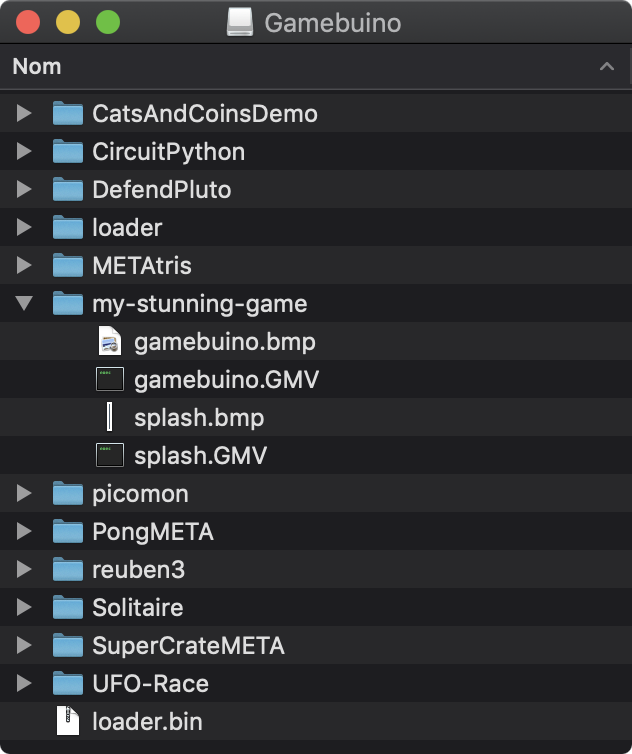 Gamebuino
Nom
CatsAndCoinsDemo
CircuitPython
DefendPluto
loader
METAtris
my-stunning-game
gamebuino.bmp
gamebuino.GMV
splash.bmp
splash.GMV
picomon
PongMETA
reuben3
Solitaire
SuperCrateMETA
UFO-Race
loader.bin